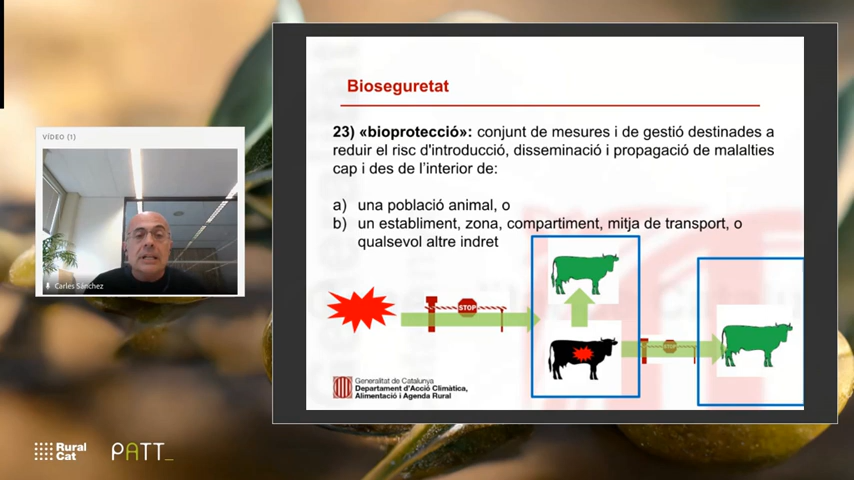 VÍDEO (1)
Carles Sánchez
Bioseguretat
23) «bioprotecció»: conjunt de mesures i de gestió destinades a
reduir el risc d'introducció, disseminació i propagació de malalties
cap i des de l'interior de:
a) una població animal, o
b) un establiment, zona, compartiment, mitja de transport, o
qualsevol altre indret
STOP
STOP
Generalitat de Catalunya
Departament d'Acció Climàtica,
Alimentació i Agenda Rural
Rural
Cat
PATT_